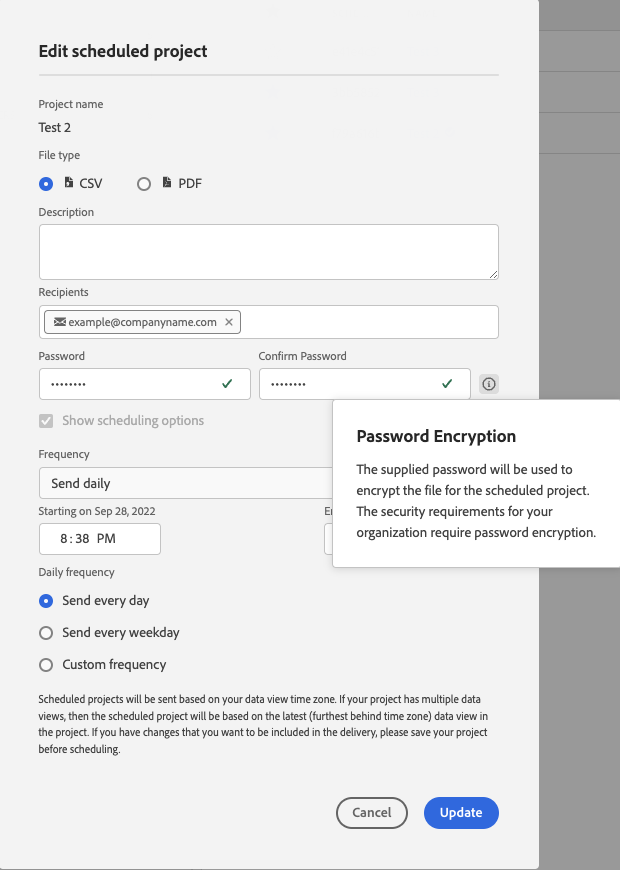 Edit scheduled project
Project name
Test 2
File type
CSV PDF
Description
Recipients
example@companyname.com
Password Confirm Password
•••••••• ••••••••
Show scheduling options
Password Encryption
The supplied password will be used to
encrypt the file for the scheduled project.
The security requirements for your
organization require password encryption.
Frequency
Send daily
Starting on Sep 28, 2022
8:38 PM
Daily frequency
Send every day
Send every weekday
Custom frequency
Scheduled projects will be sent based on your data view time zone. If your project has multiple data
views, then the scheduled project will be based on the latest (furthest behind time zone) data view in
the project. If you have changes that you want to be included in the delivery, please save your project
before scheduling.
Cancel Update